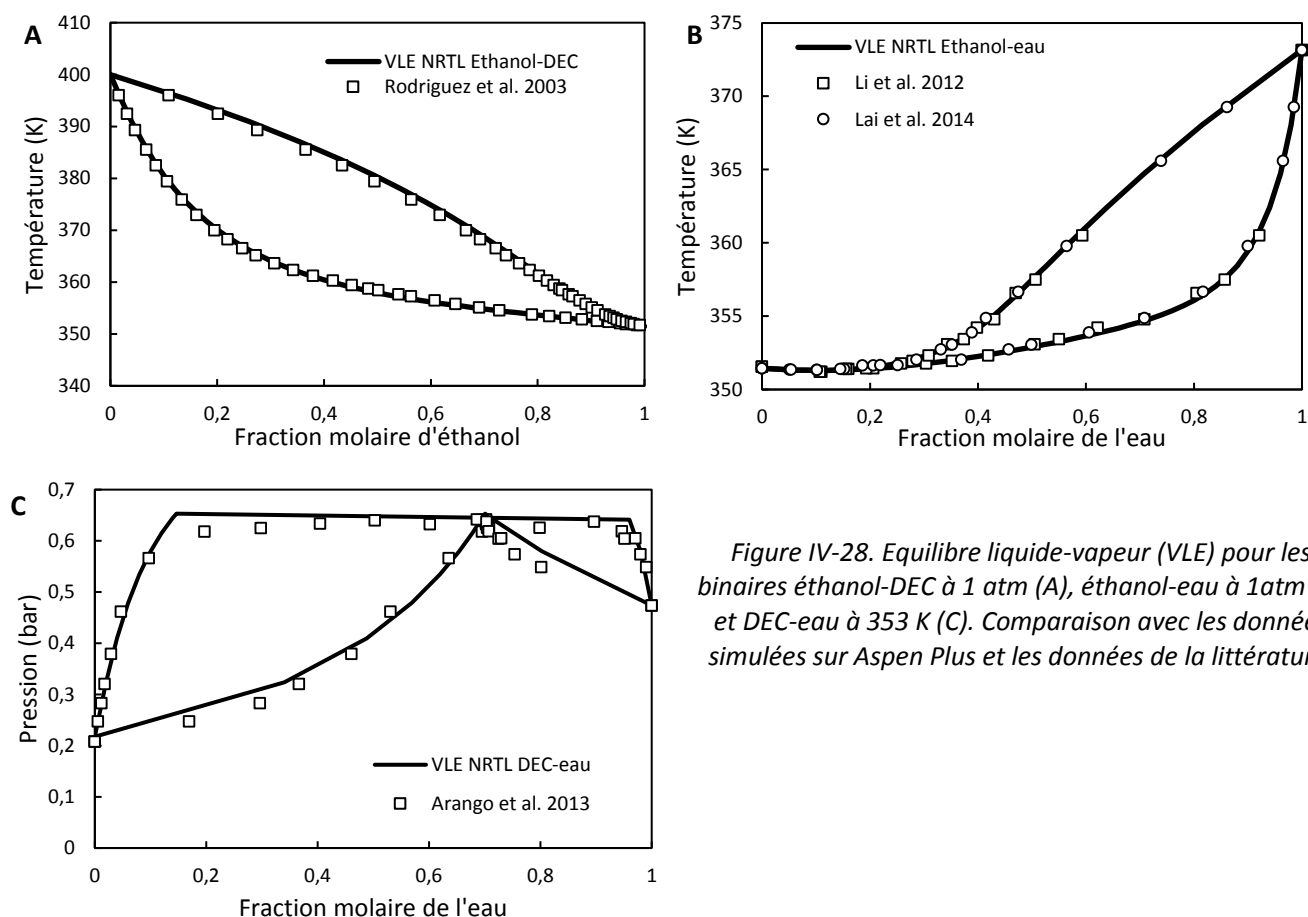 A
410
400
390
380
370
360
350
340
Température (K)
VLE NRTL Ethanol-DEC
Rodriguez et al. 2003
0
0,2
0,4
0,6
0,8
1
Fraction molaire d'éthanol
B
375
370
365
360
355
350
Température (K)
VLE NRTL Ethanol-eau
Li et al. 2012
Lai et al. 2014
0
0,2
0,4
0,6
0,8
1
Fraction molaire de l'eau
C
0,7
0,6
0,5
0,4
0,3
0,2
0,1
0
Pression (bar)
VLE NRTL DEC-eau
Arango et al. 2013
0
0,2
0,4
0,6
0,8
1
Fraction molaire de l'eau
Figure IV-28. Equilibre liquide-vapeur (VLE) pour les
binaires éthanol-DEC à 1 atm (A), éthanol-eau à 1atm
et DEC-eau à 353 K (C). Comparaison avec les donnée
simulées sur Aspen Plus et les données de la littératur